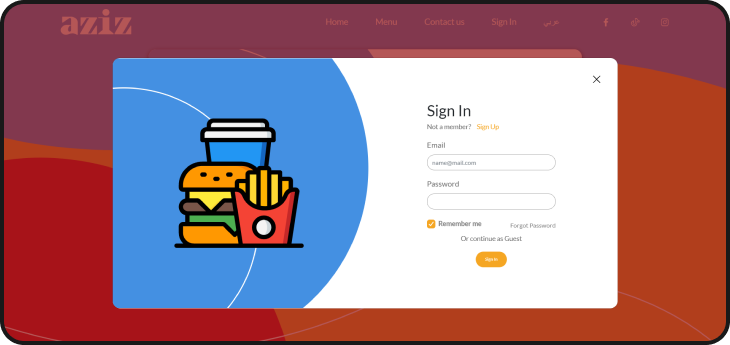 aziz
Home Menu Contact us Sign In عربي
Sign In
Not a member? Sign Up
Email
name@mail.com
Password
Remember me Forgot Password
Or continue as Guest
Sign In